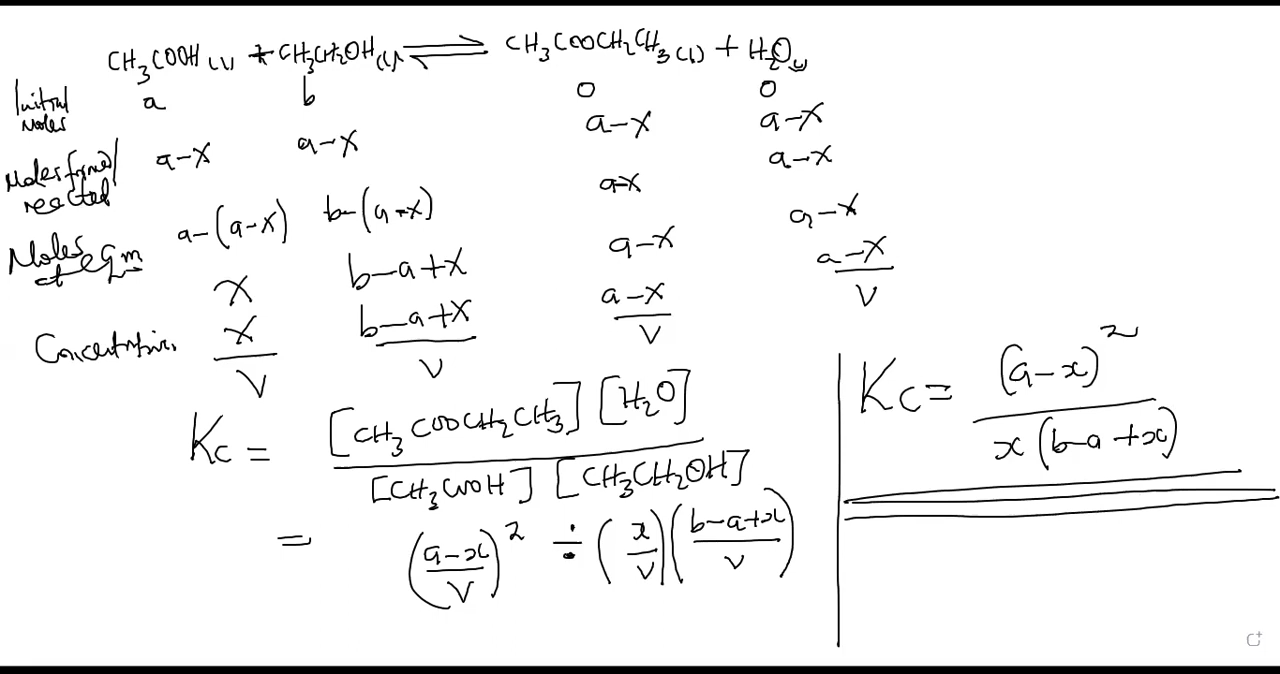 CH₃COOH(l) + CH₃CH₂OH(l) ⇌ CH₃COOCH₂CH₃(l) + H₂O(l)
Initial moles a b 0 0
Moles formed/reacted a-x a-x a-x a-x
a-(a-x) b-(a-x) a-x a-x
Moles at eqm x b-a+x a-x a-x
Concentration x/V b-a+x/V a-x/V a-x/V
Kc = [CH₃COOCH₂CH₃] [H₂O] / [CH₃COOH] [CH₃CH₂OH]
= (a-x/V)² ÷ (x/V)(b-a+x/V)
Kc = (a-x)² / x(b-a+x)